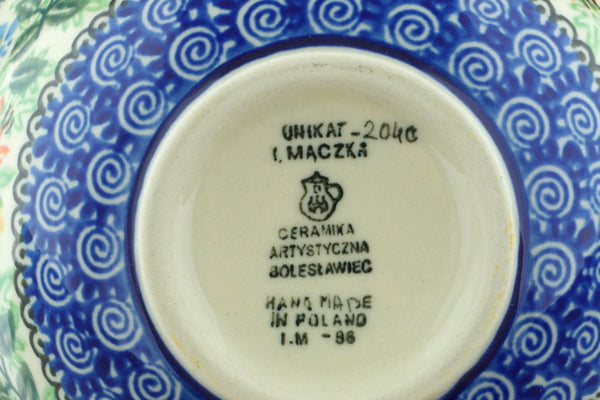 UNIKAT-2040
I. MĄCZKA
CERAMIKA
ARTYSTYCZNA
BOLESŁAWIEC
HAND MADE
IN POLAND
I.M - 86